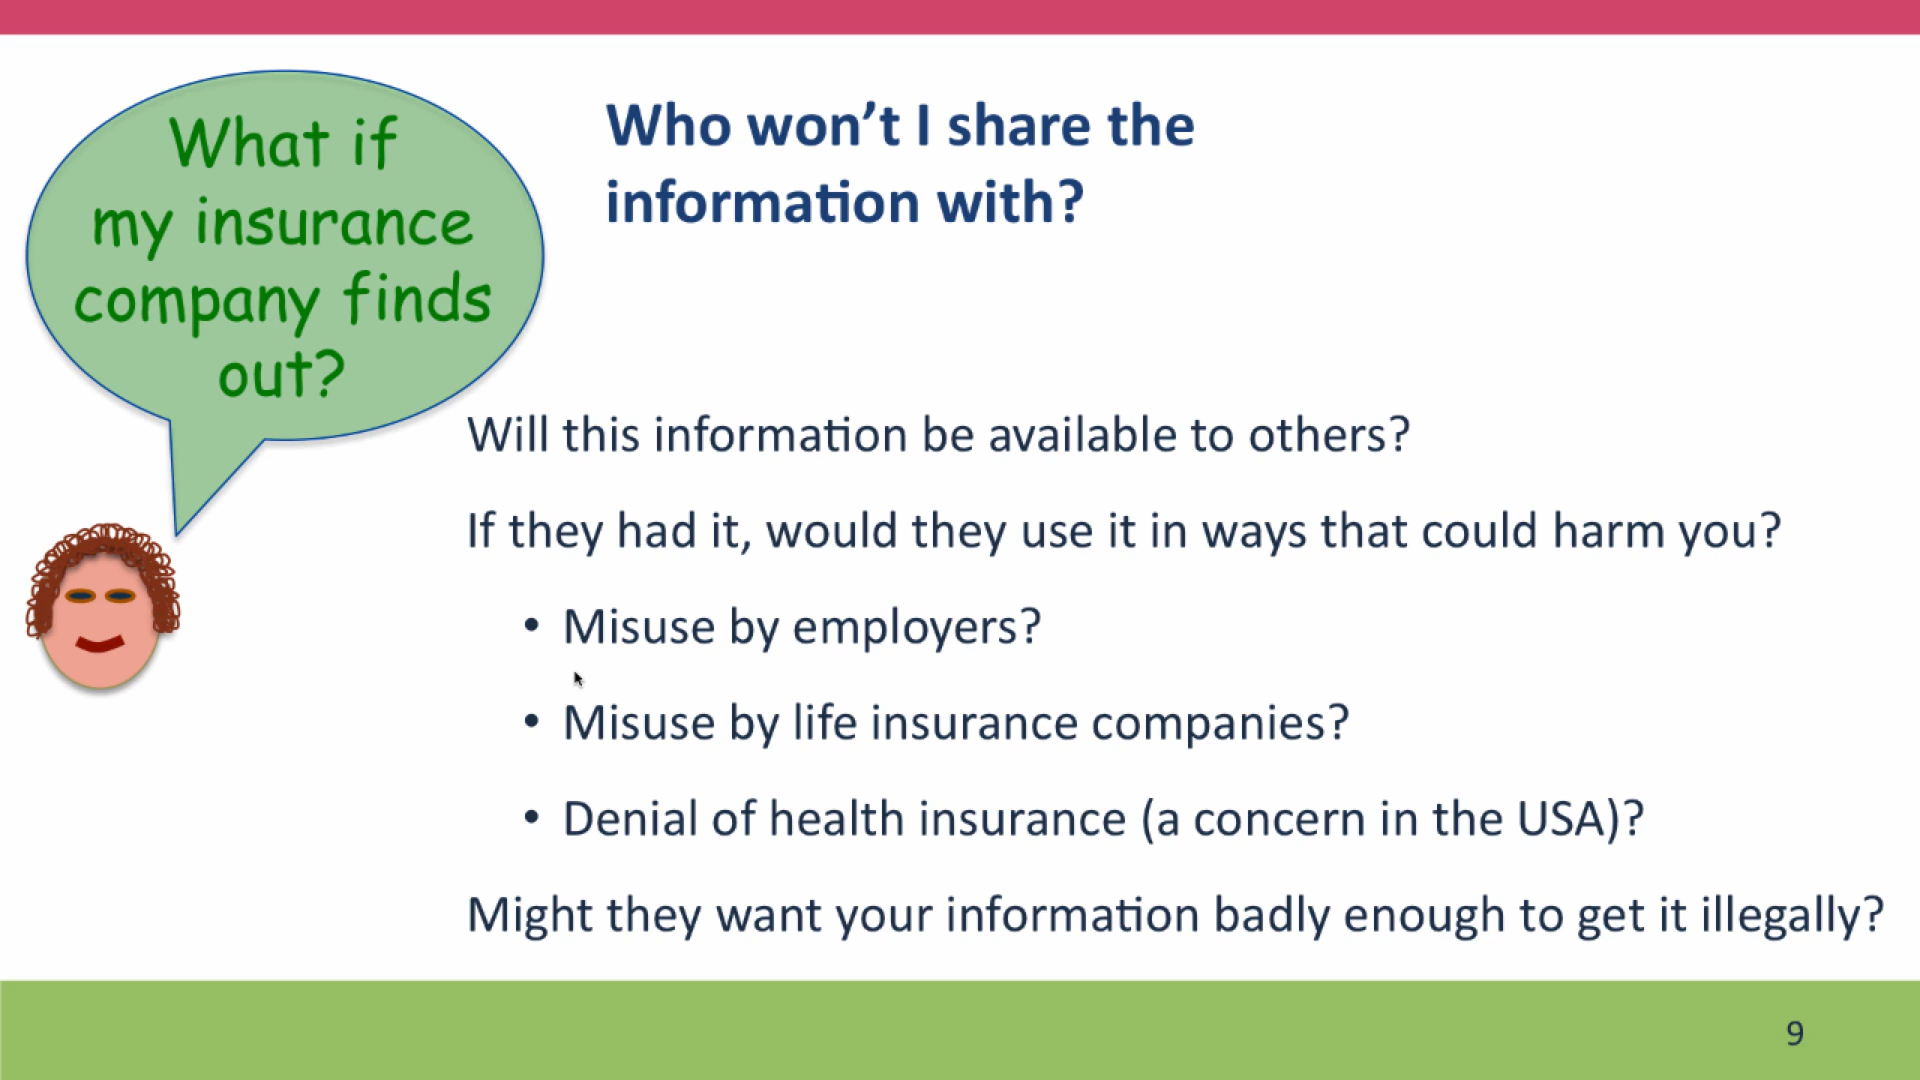 What if
my insurance
company finds
out?
Who won’t I share the
information with?
Will this information be available to others?
If they had it, would they use it in ways that could harm you?
• Misuse by employers?
• Misuse by life insurance companies?
• Denial of health insurance (a concern in the USA)?
Might they want your information badly enough to get it illegally?
9